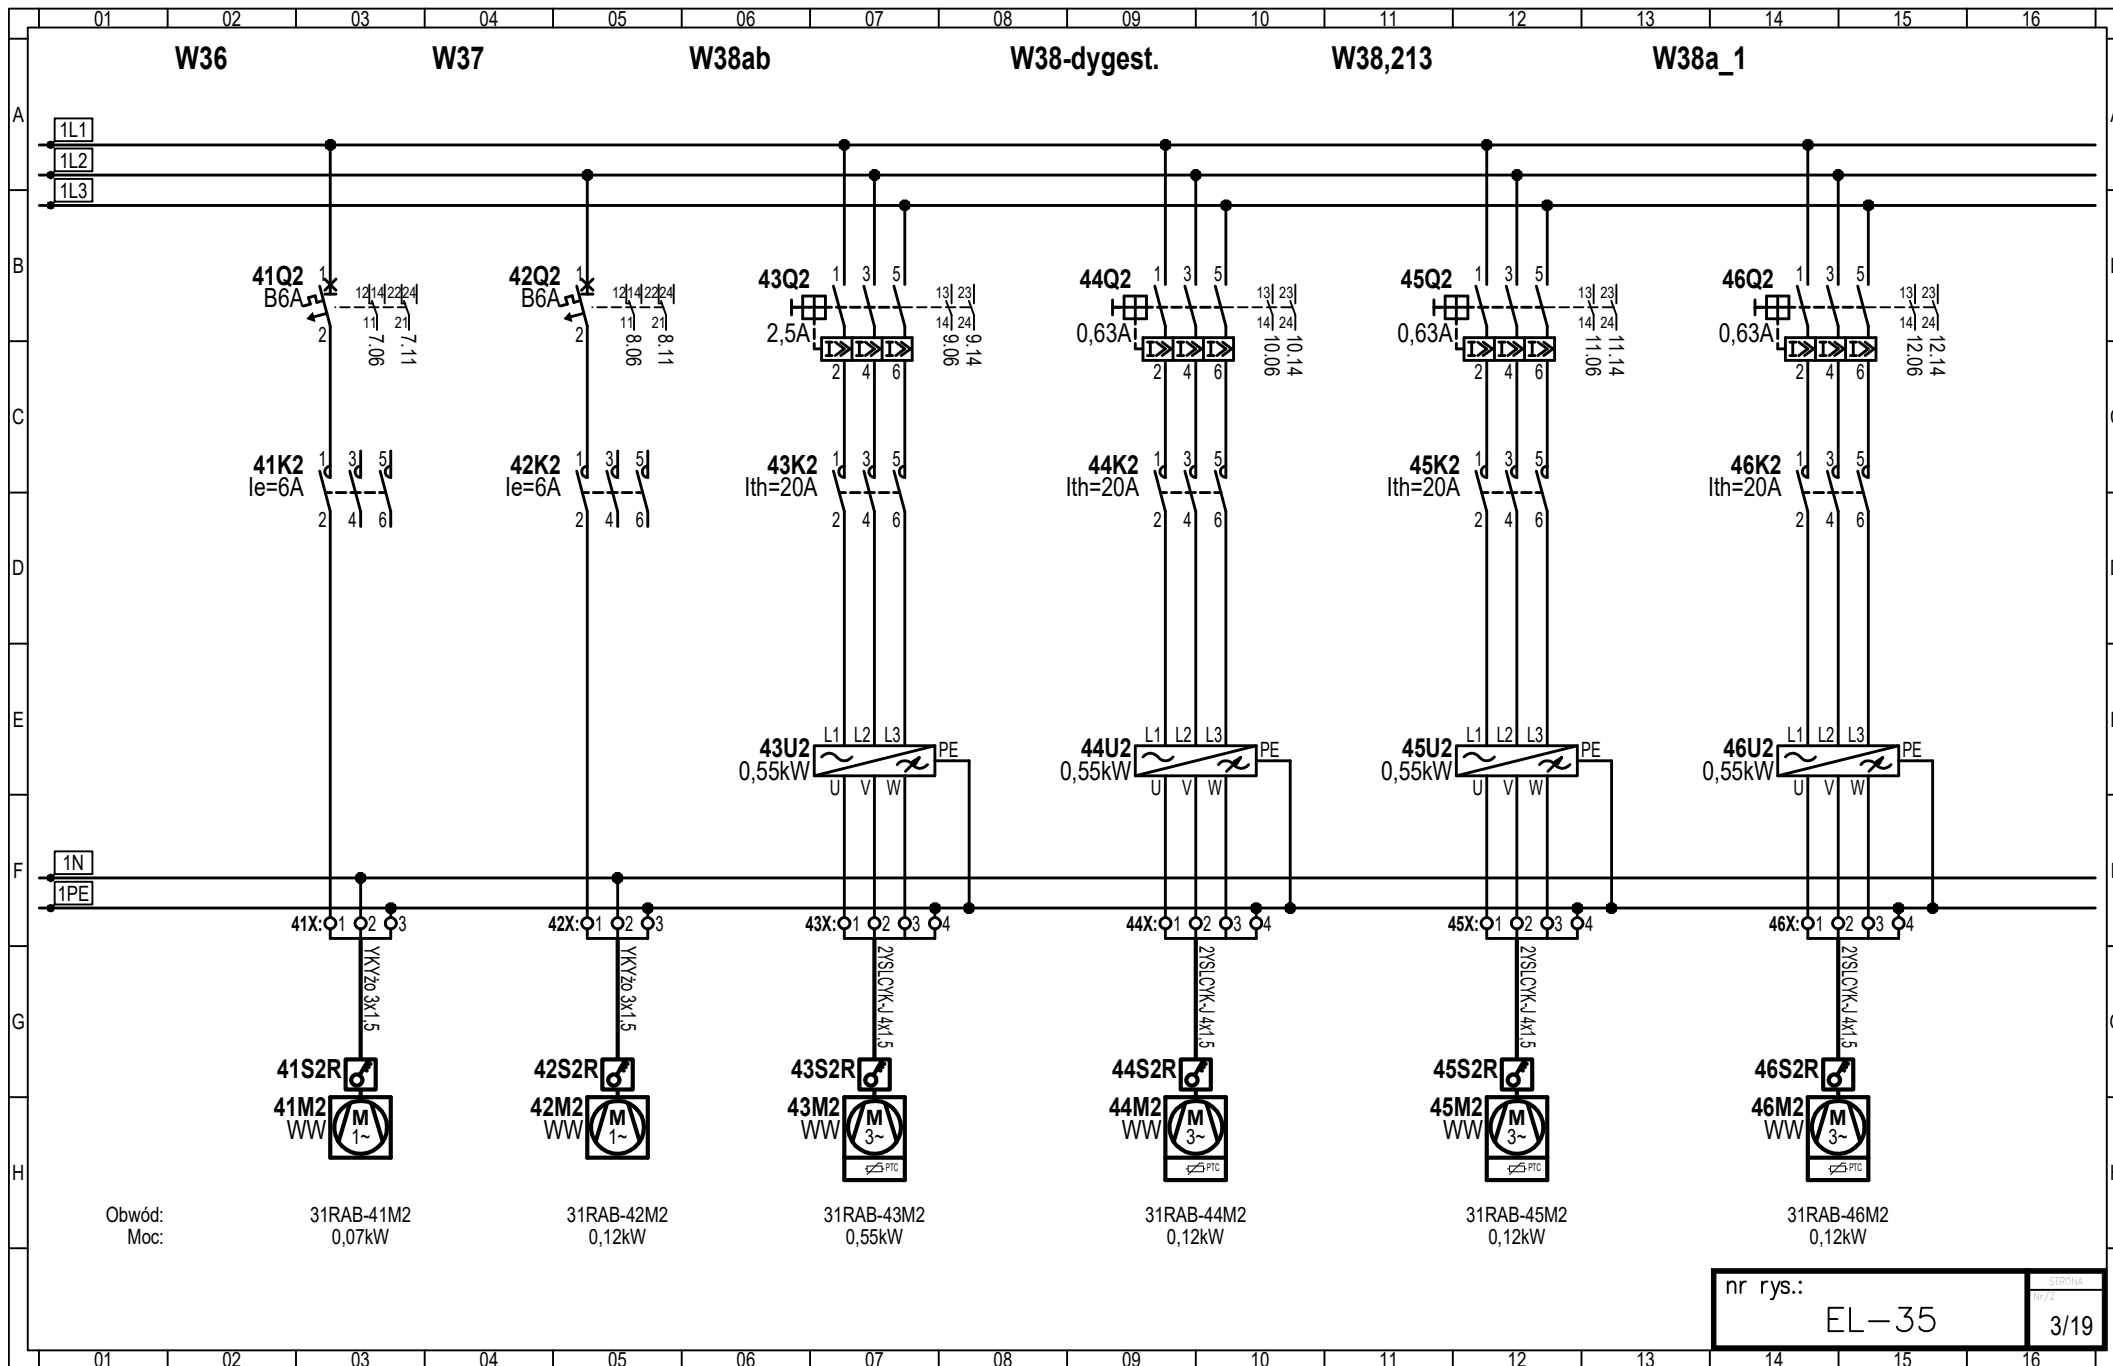 01 02 03 04 05 06 07 08 09 10 11 12 13 14 15 16
W36 W37 W38ab W38-dygest. W38,213 W38a_1
A
1L1
1L2
1L3
B
41Q2 1 42Q2 1 43Q2 1 3 5 44Q2 1 3 5 45Q2 1 3 5 46Q2 1 3 5
B6A 12 14 22 24 B6A 12 14 22 24 13 23 13 23 13 23 13 23
2 11 21 2 11 21 2,5A 14 24 0,63A 14 24 0,63A 14 24 0,63A 14 24
7.06 7.11 8.06 8.11 9.06 9.14 10.06 10.14 11.06 11.14 12.06 12.14
I≫ I≫ I≫ I≫ I≫ I≫ I≫ I≫ I≫ I≫ I≫ I≫
2 4 6 2 4 6 2 4 6 2 4 6
C
41K2 1 3 5 42K2 1 3 5 43K2 1 3 5 44K2 1 3 5 45K2 1 3 5 46K2 1 3 5
Ie=6A Ie=6A Ith=20A Ith=20A Ith=20A Ith=20A
2 4 6 2 4 6 2 4 6 2 4 6 2 4 6 2 4 6
D
E
L1 L2 L3 L1 L2 L3 L1 L2 L3 L1 L2 L3
43U2 PE 44U2 PE 45U2 PE 46U2 PE
0,55kW 0,55kW 0,55kW 0,55kW
U V W U V W U V W U V W
F
1N
1PE
41X: 1 2 3 42X: 1 2 3 43X: 1 2 3 4 44X: 1 2 3 4 45X: 1 2 3 4 46X: 1 2 3 4
YKYżo 3x1,5 YKYżo 3x1,5 2YSLCYK-J 4x1,5 2YSLCYK-J 4x1,5 2YSLCYK-J 4x1,5 2YSLCYK-J 4x1,5
G
41S2R 42S2R 43S2R 44S2R 45S2R 46S2R
41M2 M 42M2 M 43M2 M 44M2 M 45M2 M 46M2 M
WW 1~ WW 1~ WW 3~ WW 3~ WW 3~ WW 3~
PTC PTC PTC PTC
H
Obwód: 31RAB-41M2 31RAB-42M2 31RAB-43M2 31RAB-44M2 31RAB-45M2 31RAB-46M2
Moc: 0,07kW 0,12kW 0,55kW 0,12kW 0,12kW 0,12kW
nr rys.: STRONA
Nr/Z
EL-35 3/19
01 02 03 04 05 06 07 08 09 10 11 12 13 14 15 16